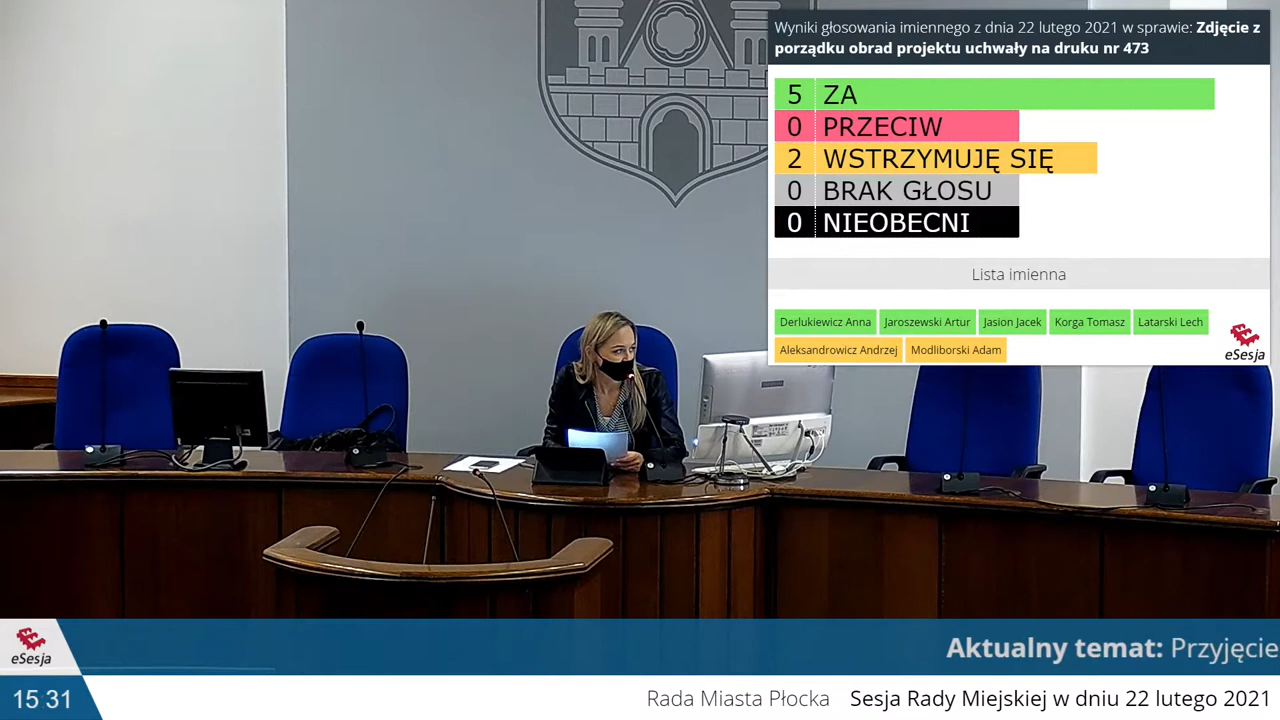 Wyniki głosowania imiennego z dnia 22 lutego 2021 w sprawie: Zdjęcie z
porządku obrad projektu uchwały na druku nr 473
5 ZA
0 PRZECIW
2 WSTRZYMUJĘ SIĘ
0 BRAK GŁOSU
0 NIEOBECNI
Lista imienna
Derlukiewicz Anna Jaroszewski Artur Jasion Jacek Korga Tomasz Latarski Lech
Aleksandrowicz Andrzej Modliborski Adam
eSesja
Aktualny temat: Przyjęcie
eSesja
15:31
Rada Miasta Płocka Sesja Rady Miejskiej w dniu 22 lutego 2021